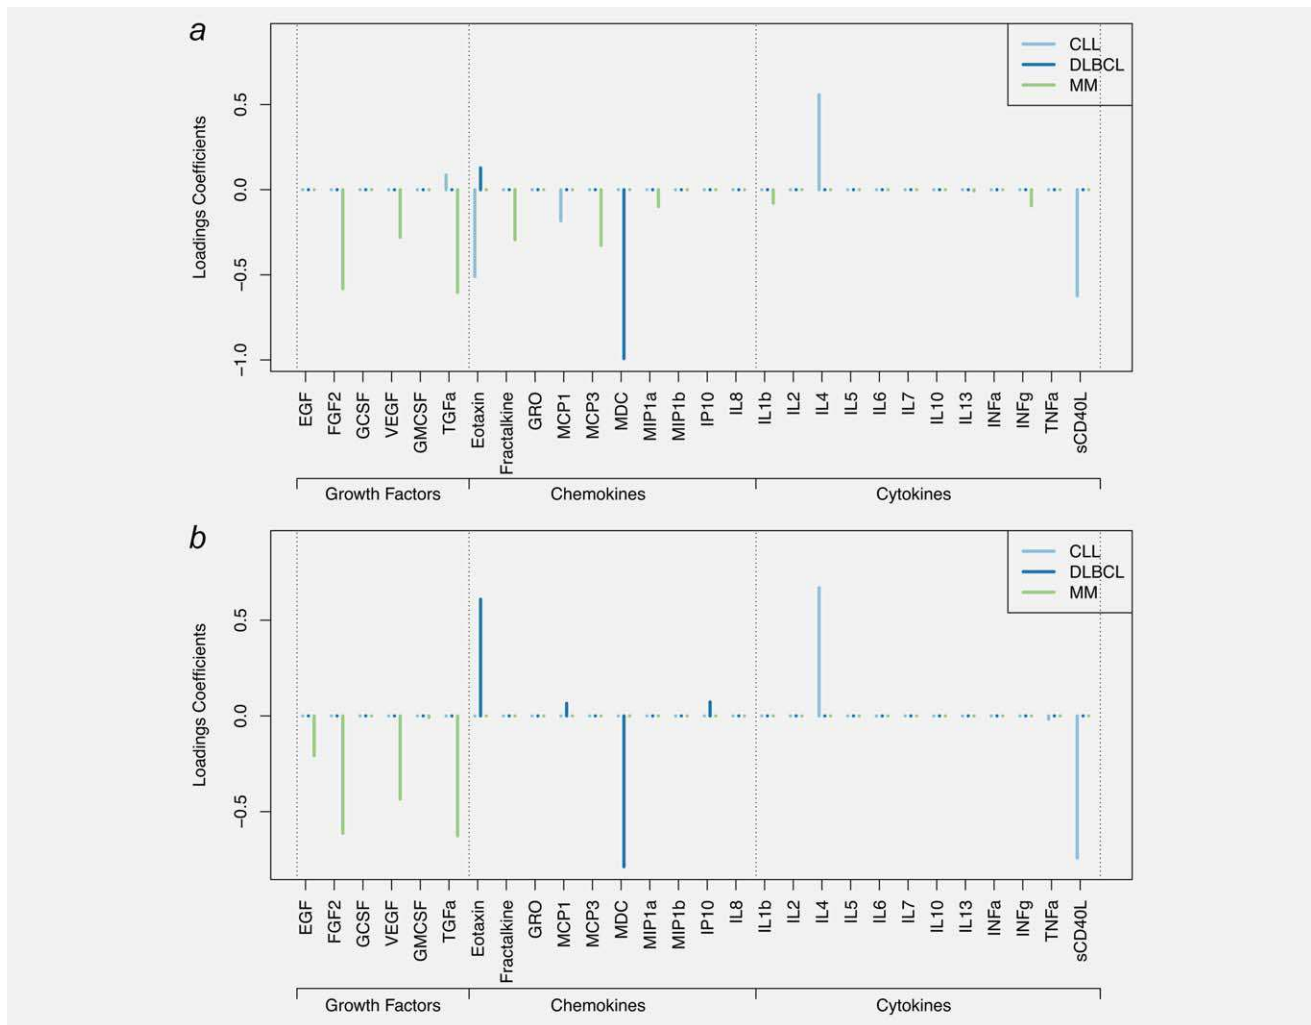 a
CLL
DLBCL
MM
Loadings Coefficients
0.5
0.0
−0.5
−1.0
EGF
FGF2
GCSF
VEGF
GMCSF
TGFa
Eotaxin
Fractalkine
GRO
MCP1
MCP3
MDC
MIP1a
MIP1b
IP10
IL8
IL1b
IL2
IL4
IL5
IL6
IL7
IL10
IL13
INFa
INFg
TNFa
sCD40L
Growth Factors
Chemokines
Cytokines
b
CLL
DLBCL
MM
Loadings Coefficients
0.5
0.0
−0.5
EGF
FGF2
GCSF
VEGF
GMCSF
TGFa
Eotaxin
Fractalkine
GRO
MCP1
MCP3
MDC
MIP1a
MIP1b
IP10
IL8
IL1b
IL2
IL4
IL5
IL6
IL7
IL10
IL13
INFa
INFg
TNFa
sCD40L
Growth Factors
Chemokines
Cytokines